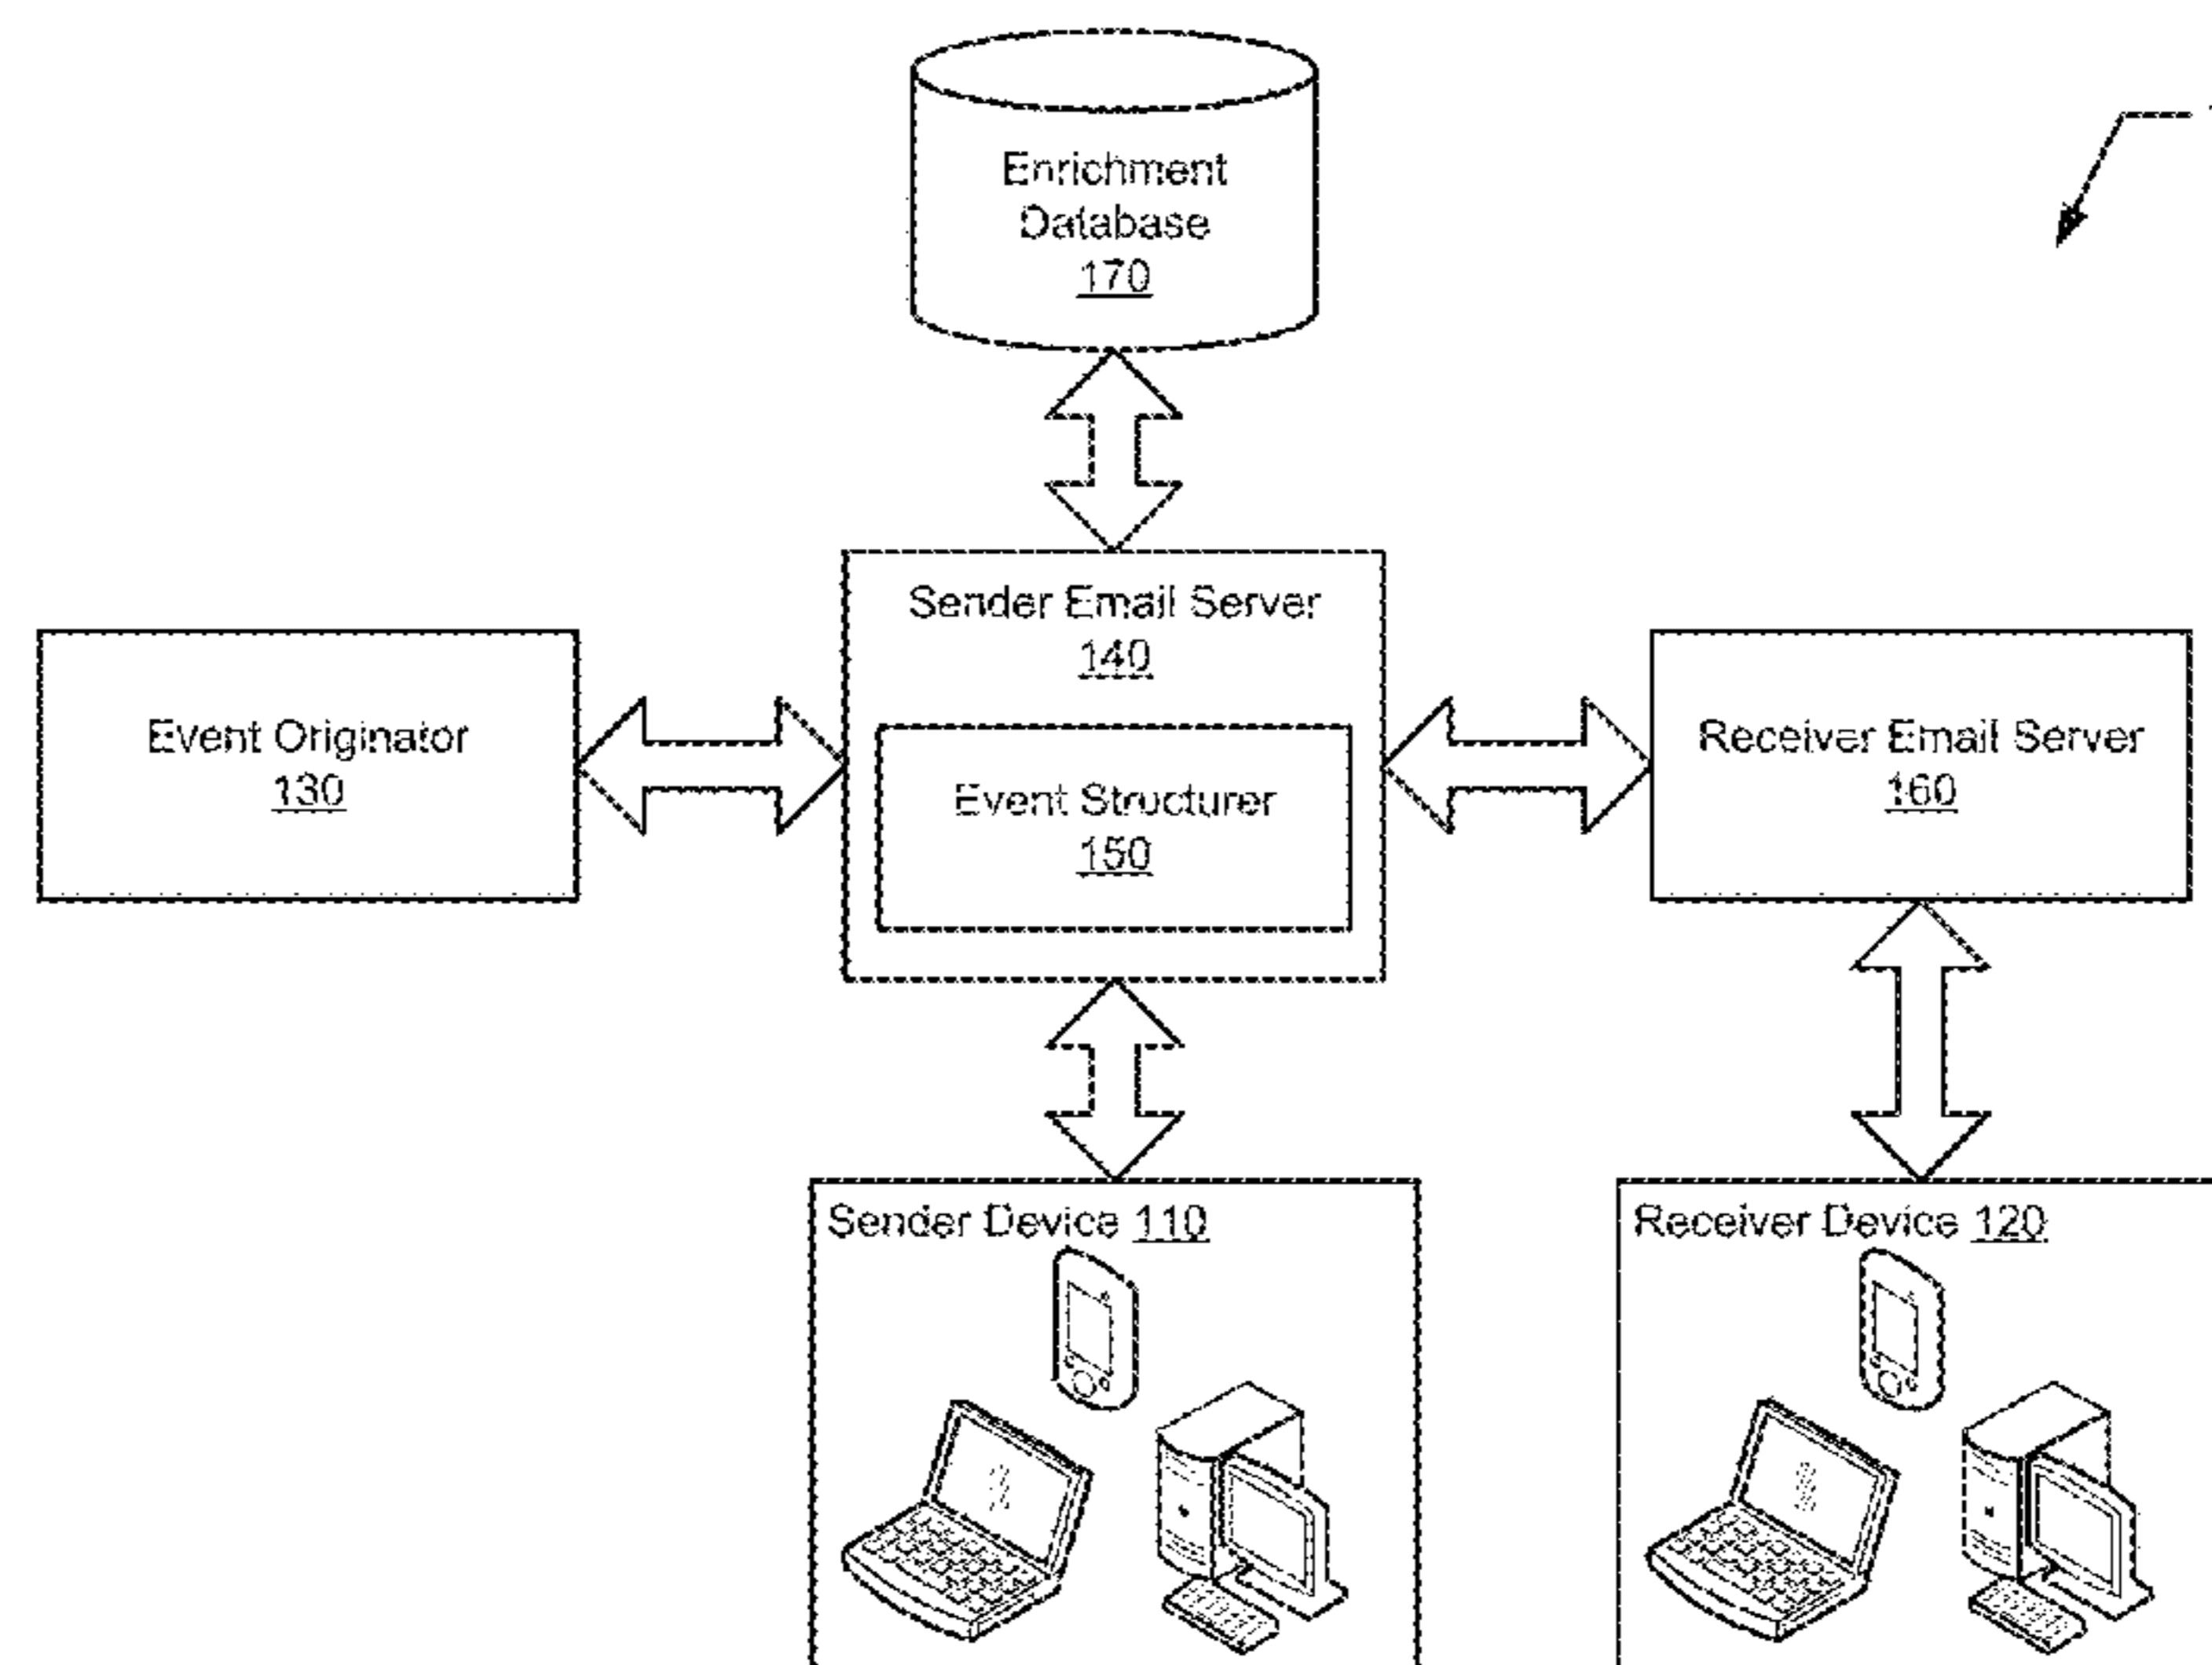 Enrichment
Database
170
Sender Email Server
140
Event Originator
130
Event Structurer
150
Receiver Email Server
160
Sender Device 110
Receiver Device 120